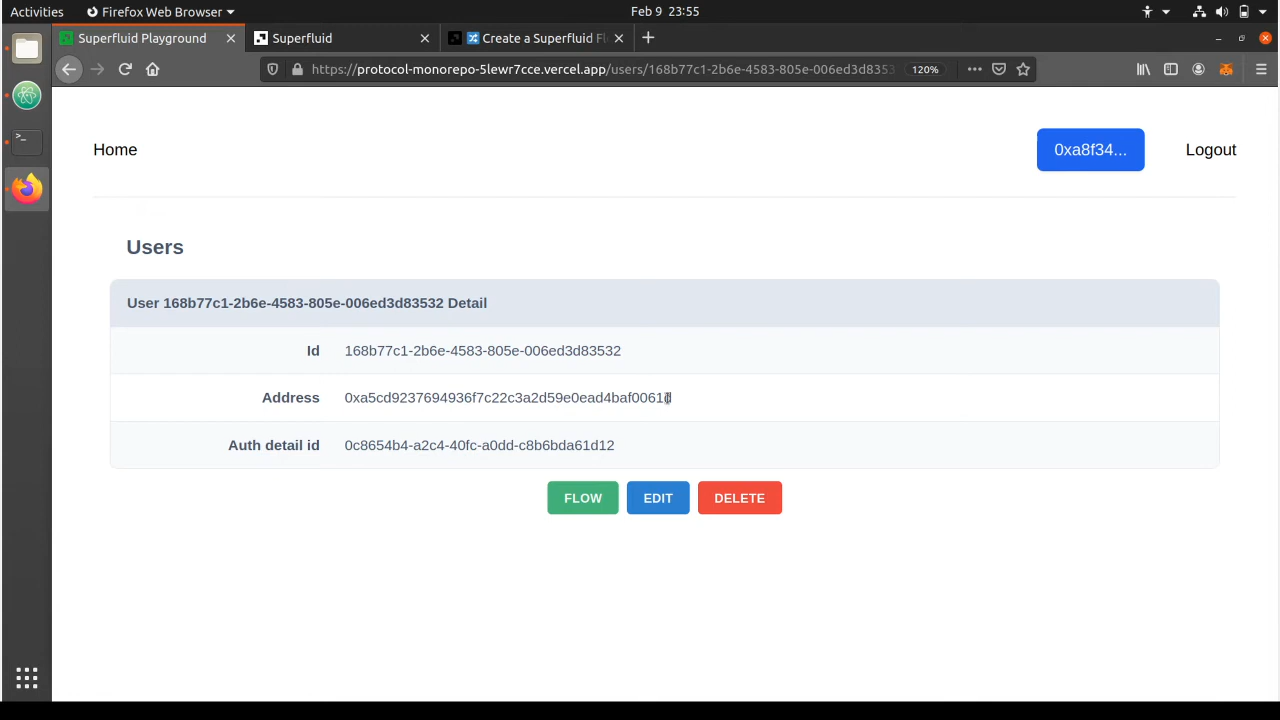 Activities Firefox Web Browser Feb 9 23:55
Superfluid Playground Superfluid Create a Superfluid Fl
https://protocol-monorepo-5lewr7cce.vercel.app/users/168b77c1-2b6e-4583-805e-006ed3d8353 120%
Home 0xa8f34... Logout
Users
User 168b77c1-2b6e-4583-805e-006ed3d83532 Detail
Id 168b77c1-2b6e-4583-805e-006ed3d83532
Address 0xa5cd9237694936f7c22c3a2d59e0ead4baf0061d
Auth detail id 0c8654b4-a2c4-40fc-a0dd-c8b6bda61d12
FLOW EDIT DELETE